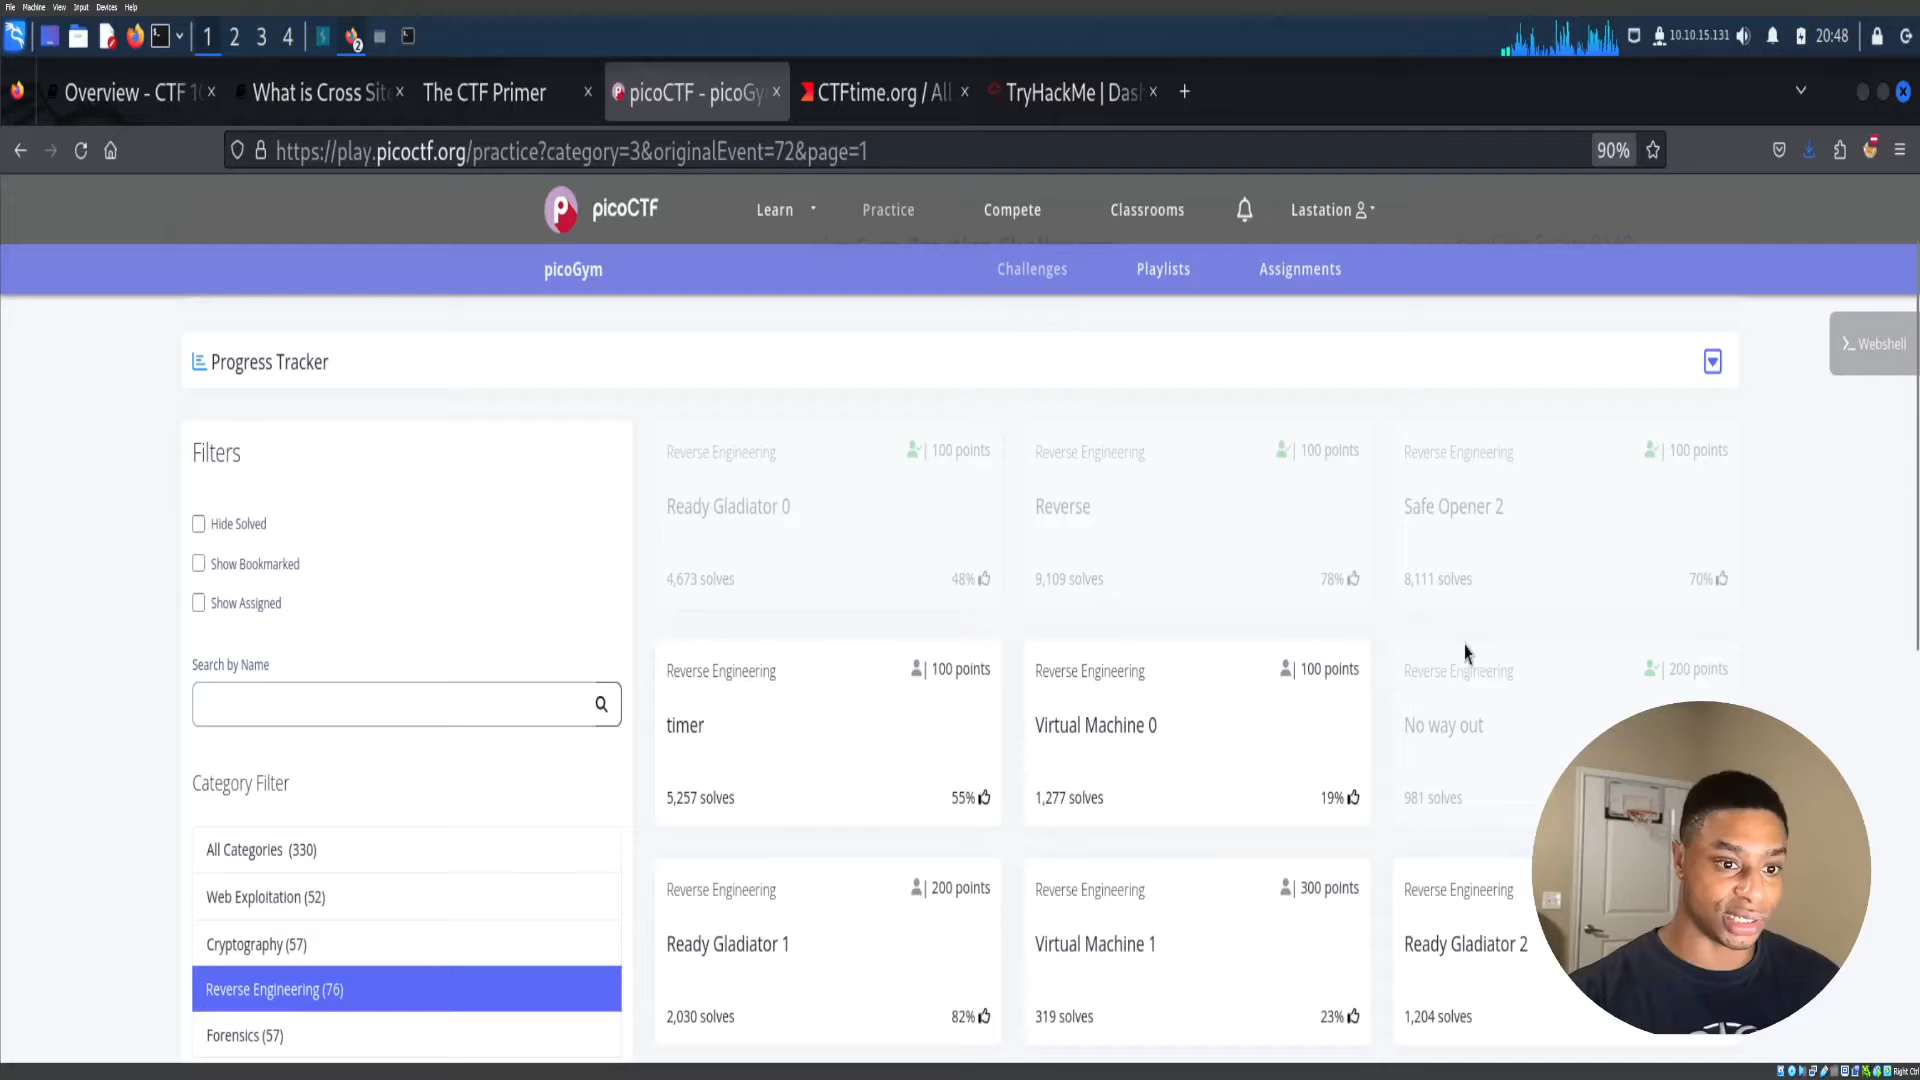 File Machine View Input Devices Help
1 2 3 4
10.10.15.131
20:48
Overview - CTF 1
What is Cross Sit
The CTF Primer
picoCTF - picoGy
CTFtime.org / All
TryHackMe | Das
https://play.picoctf.org/practice?category=3&originalEvent=72&page=1
90%
picoCTF
Learn
Practice
Compete
Classrooms
Lastation
picoGym
Challenges
Playlists
Assignments
Progress Tracker
>_ Webshell
Filters
Hide Solved
Show Bookmarked
Show Assigned
Search by Name
Category Filter
All Categories (330)
Web Exploitation (52)
Cryptography (57)
Reverse Engineering (76)
Forensics (57)
Reverse Engineering | 100 points
Ready Gladiator 0
4,673 solves 48%
Reverse Engineering | 100 points
Reverse
9,109 solves 78%
Reverse Engineering | 100 points
Safe Opener 2
8,111 solves 70%
Reverse Engineering | 100 points
timer
5,257 solves 55%
Reverse Engineering | 100 points
Virtual Machine 0
1,277 solves 19%
Reverse Engineering | 200 points
No way out
981 solves
Reverse Engineering | 200 points
Ready Gladiator 1
2,030 solves 82%
Reverse Engineering | 300 points
Virtual Machine 1
319 solves 23%
Reverse Engineering
Ready Gladiator 2
1,204 solves
Right Ctrl